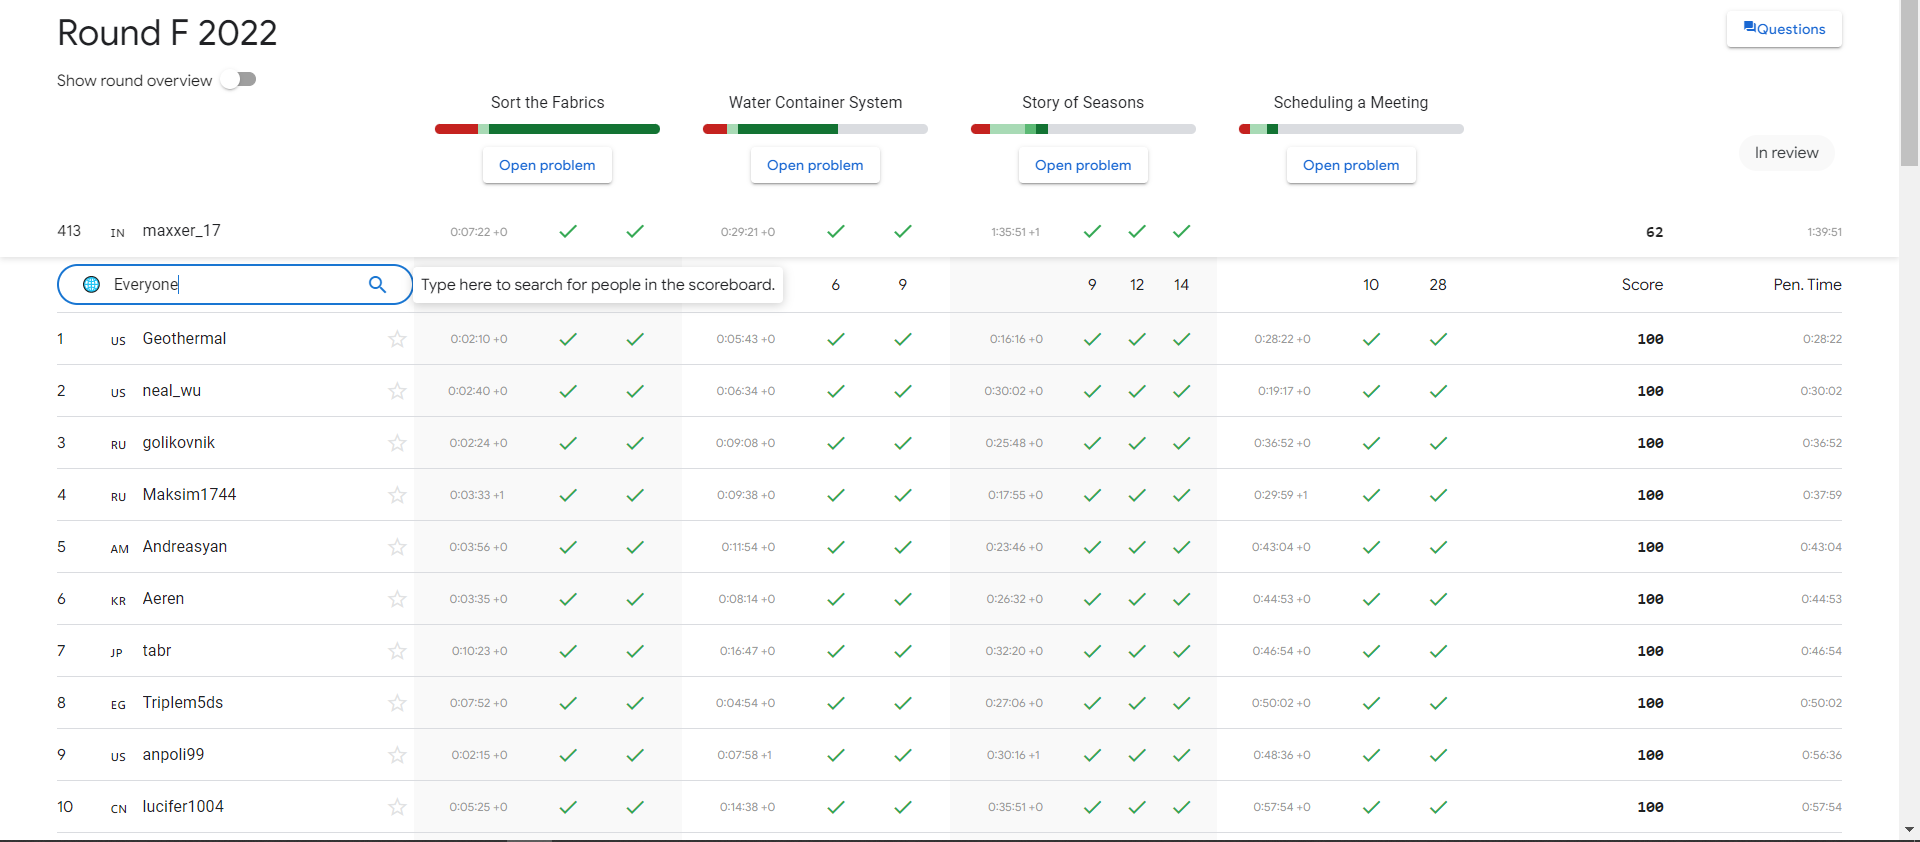 Round F 2022
Questions
Show round overview
Sort the Fabrics Water Container System Story of Seasons Scheduling a Meeting
Open problem Open problem Open problem Open problem
In review
413 IN maxxer_17 0:07:22 +0 0:29:21 +0 1:35:51 +1 62 1:39:51
Everyone Type here to search for people in the scoreboard. 6 9 9 12 14 10 28 Score Pen. Time
1 US Geothermal 0:02:10 +0 0:05:43 +0 0:16:16 +0 0:28:22 +0 100 0:28:22
2 US neal_wu 0:02:40 +0 0:06:34 +0 0:30:02 +0 0:19:17 +0 100 0:30:02
3 RU golikovnik 0:02:24 +0 0:09:08 +0 0:25:48 +0 0:36:52 +0 100 0:36:52
4 RU Maksim1744 0:03:33 +1 0:09:38 +0 0:17:55 +0 0:29:59 +1 100 0:37:59
5 AM Andreasyan 0:03:56 +0 0:11:54 +0 0:23:46 +0 0:43:04 +0 100 0:43:04
6 KR Aeren 0:03:35 +0 0:08:14 +0 0:26:32 +0 0:44:53 +0 100 0:44:53
7 JP tabr 0:10:23 +0 0:16:47 +0 0:32:20 +0 0:46:54 +0 100 0:46:54
8 EG Triplem5ds 0:07:52 +0 0:04:54 +0 0:27:06 +0 0:50:02 +0 100 0:50:02
9 US anpoli99 0:02:15 +0 0:07:58 +1 0:30:16 +1 0:48:36 +0 100 0:56:36
10 CN lucifer1004 0:05:25 +0 0:14:38 +0 0:35:51 +0 0:57:54 +0 100 0:57:54